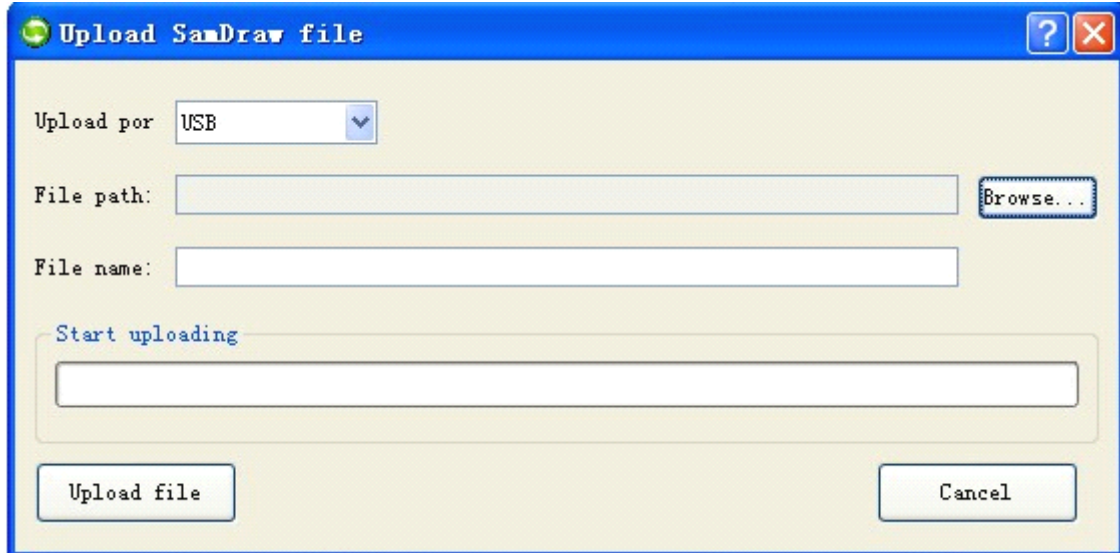 Upload SamDraw file
Upload por USB
File path: Browse...
File name:
Start uploading
Upload file Cancel